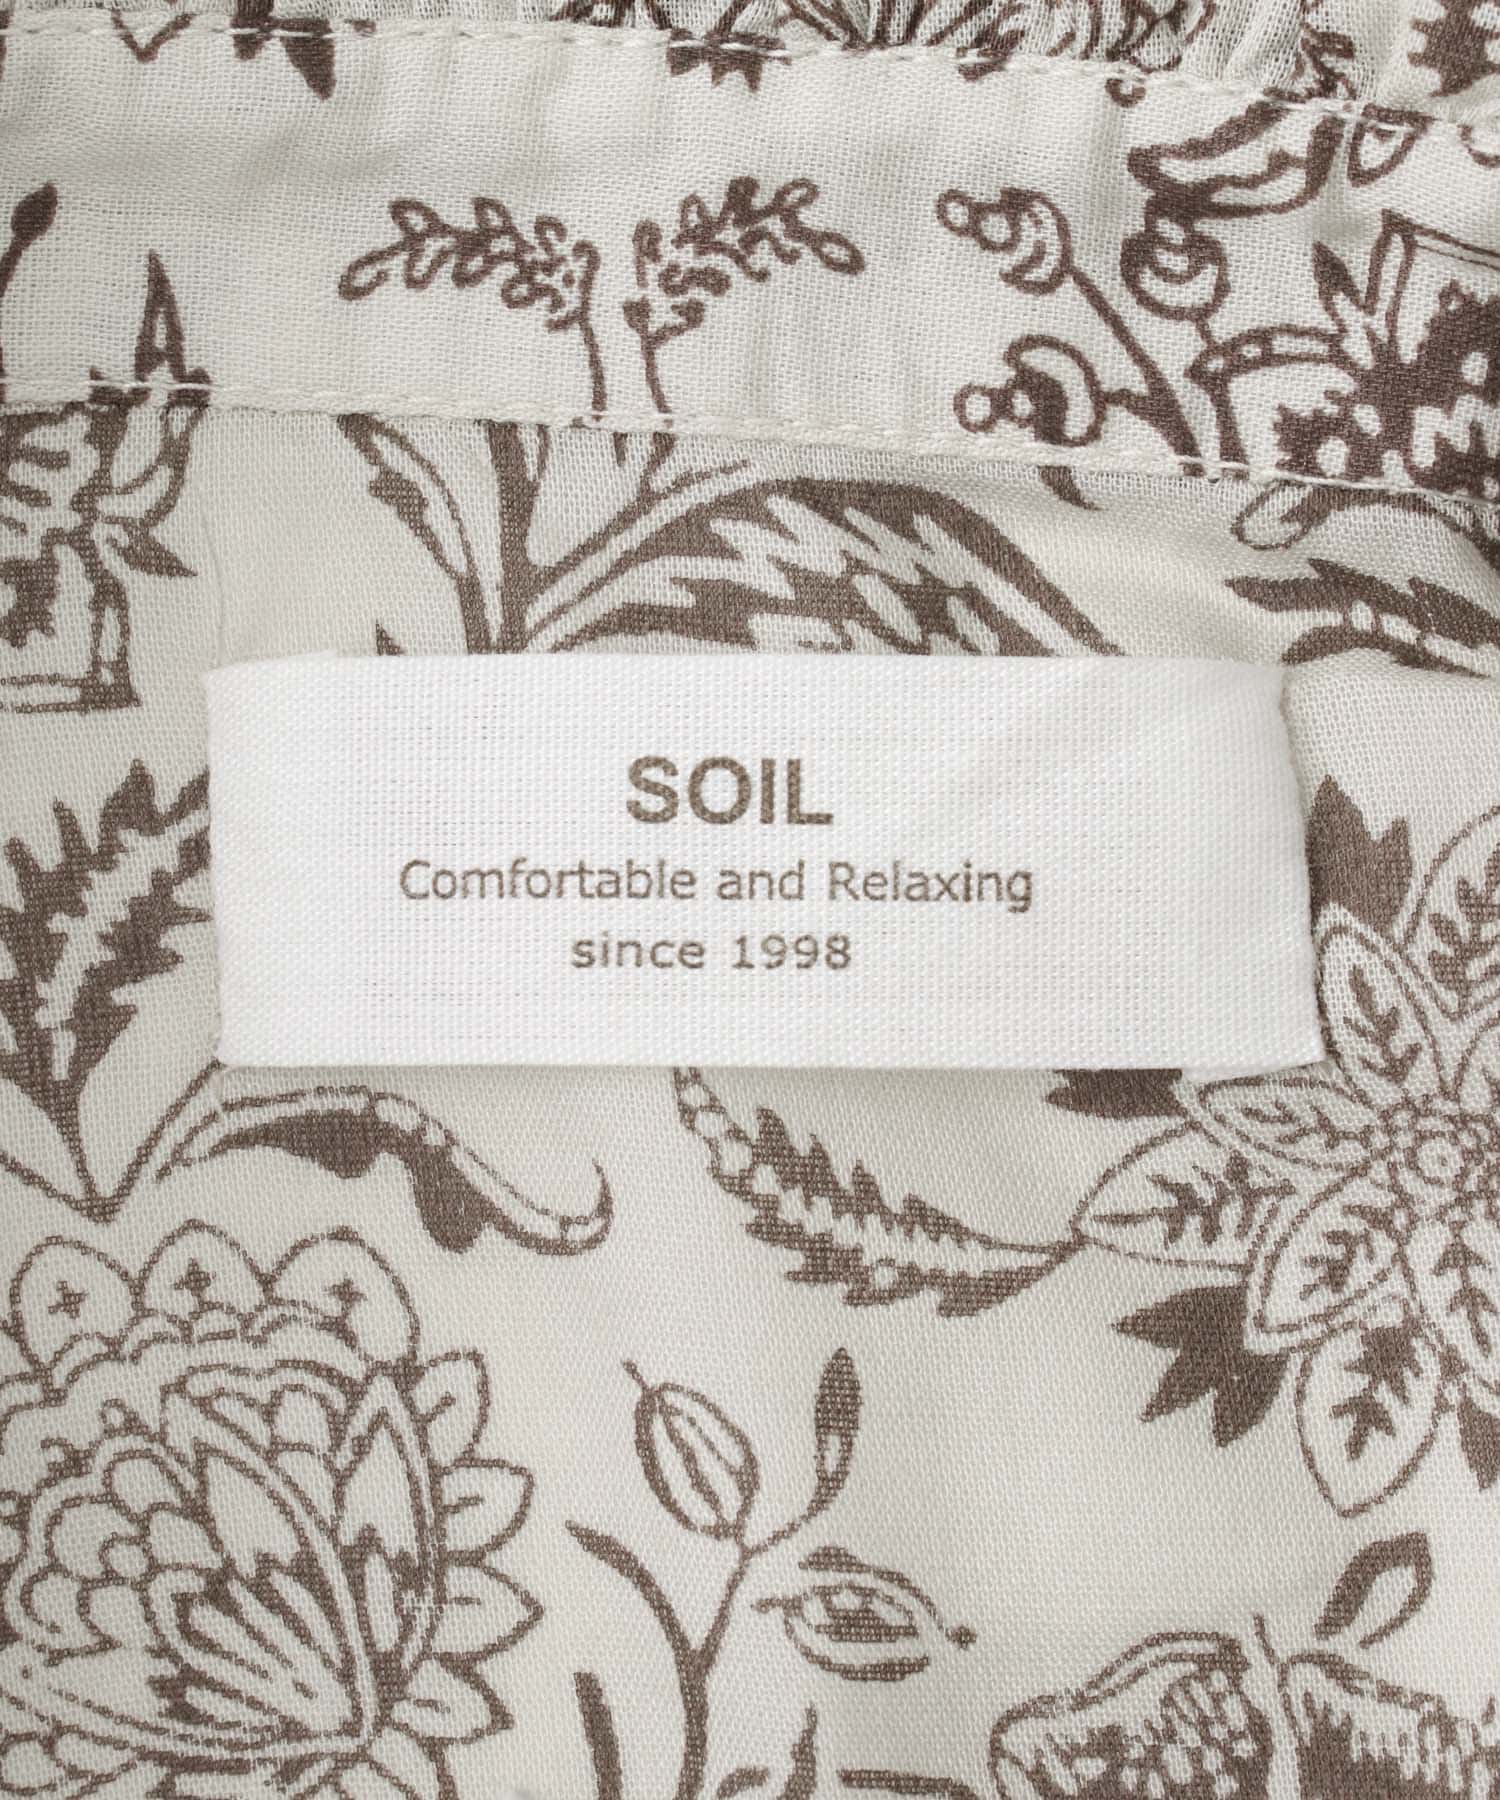 SOIL
Comfortable and Relaxing
since 1998